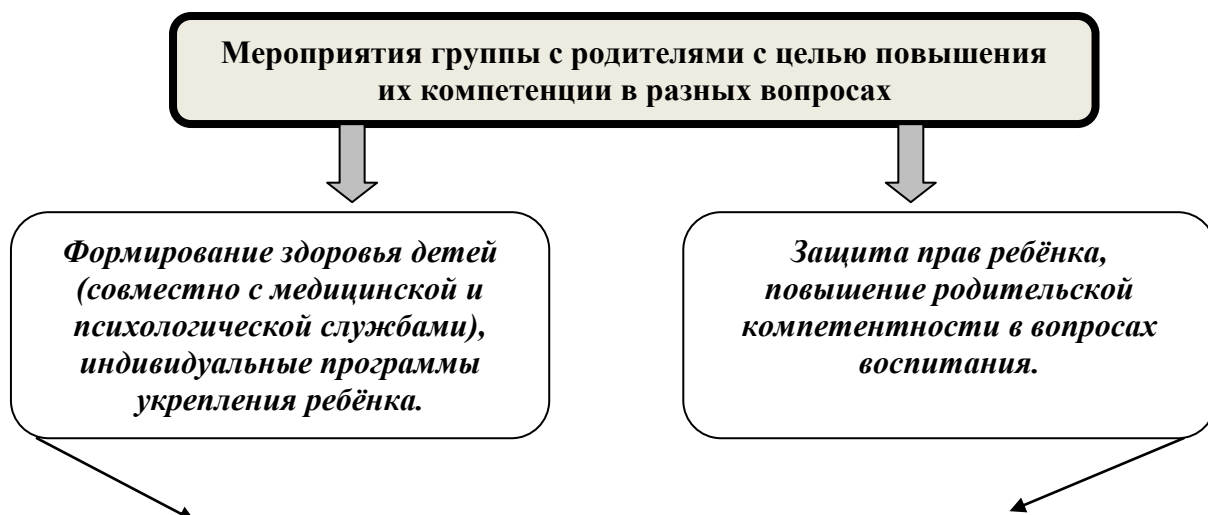 Мероприятия группы с родителями с целью повышения
их компетенции в разных вопросах
Формирование здоровья детей
(совместно с медицинской и
психологической службами),
индивидуальные программы
укрепления ребёнка.
Защита прав ребёнка,
повышение родительской
компетентности в вопросах
воспитания.